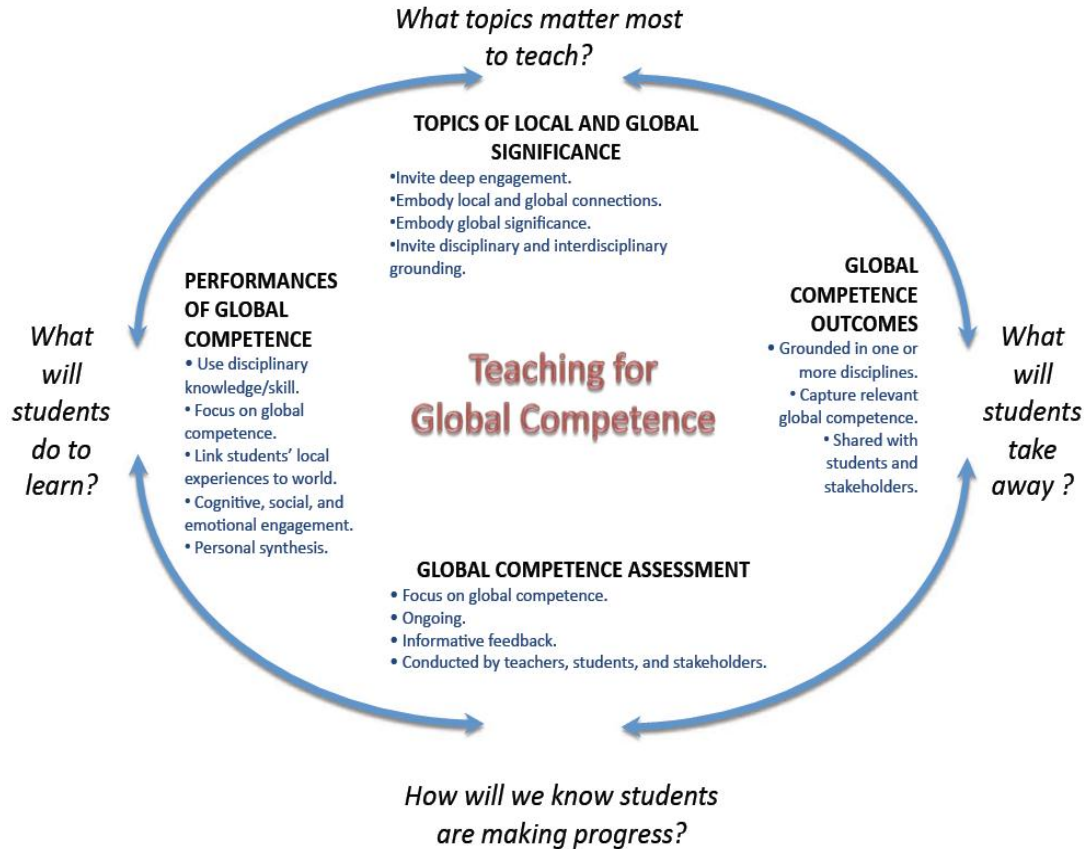 What topics matter most
to teach?
TOPICS OF LOCAL AND GLOBAL
SIGNIFICANCE
•Invite deep engagement.
•Embody local and global connections.
•Embody global significance.
•Invite disciplinary and interdisciplinary
grounding.
What
will
students
do to
learn?
PERFORMANCES
OF GLOBAL
COMPETENCE
• Use disciplinary
knowledge/skill.
• Focus on global
competence.
• Link students' local
experiences to world.
• Cognitive, social, and
emotional engagement.
• Personal synthesis.
Teaching for
Global Competence
GLOBAL
COMPETENCE
OUTCOMES
• Grounded in one or
more disciplines.
• Capture relevant
global competence.
• Shared with
students and
stakeholders.
What
will
students
take
away ?
GLOBAL COMPETENCE ASSESSMENT
• Focus on global competence.
• Ongoing.
• Informative feedback.
• Conducted by teachers, students, and stakeholders.
How will we know students
are making progress?